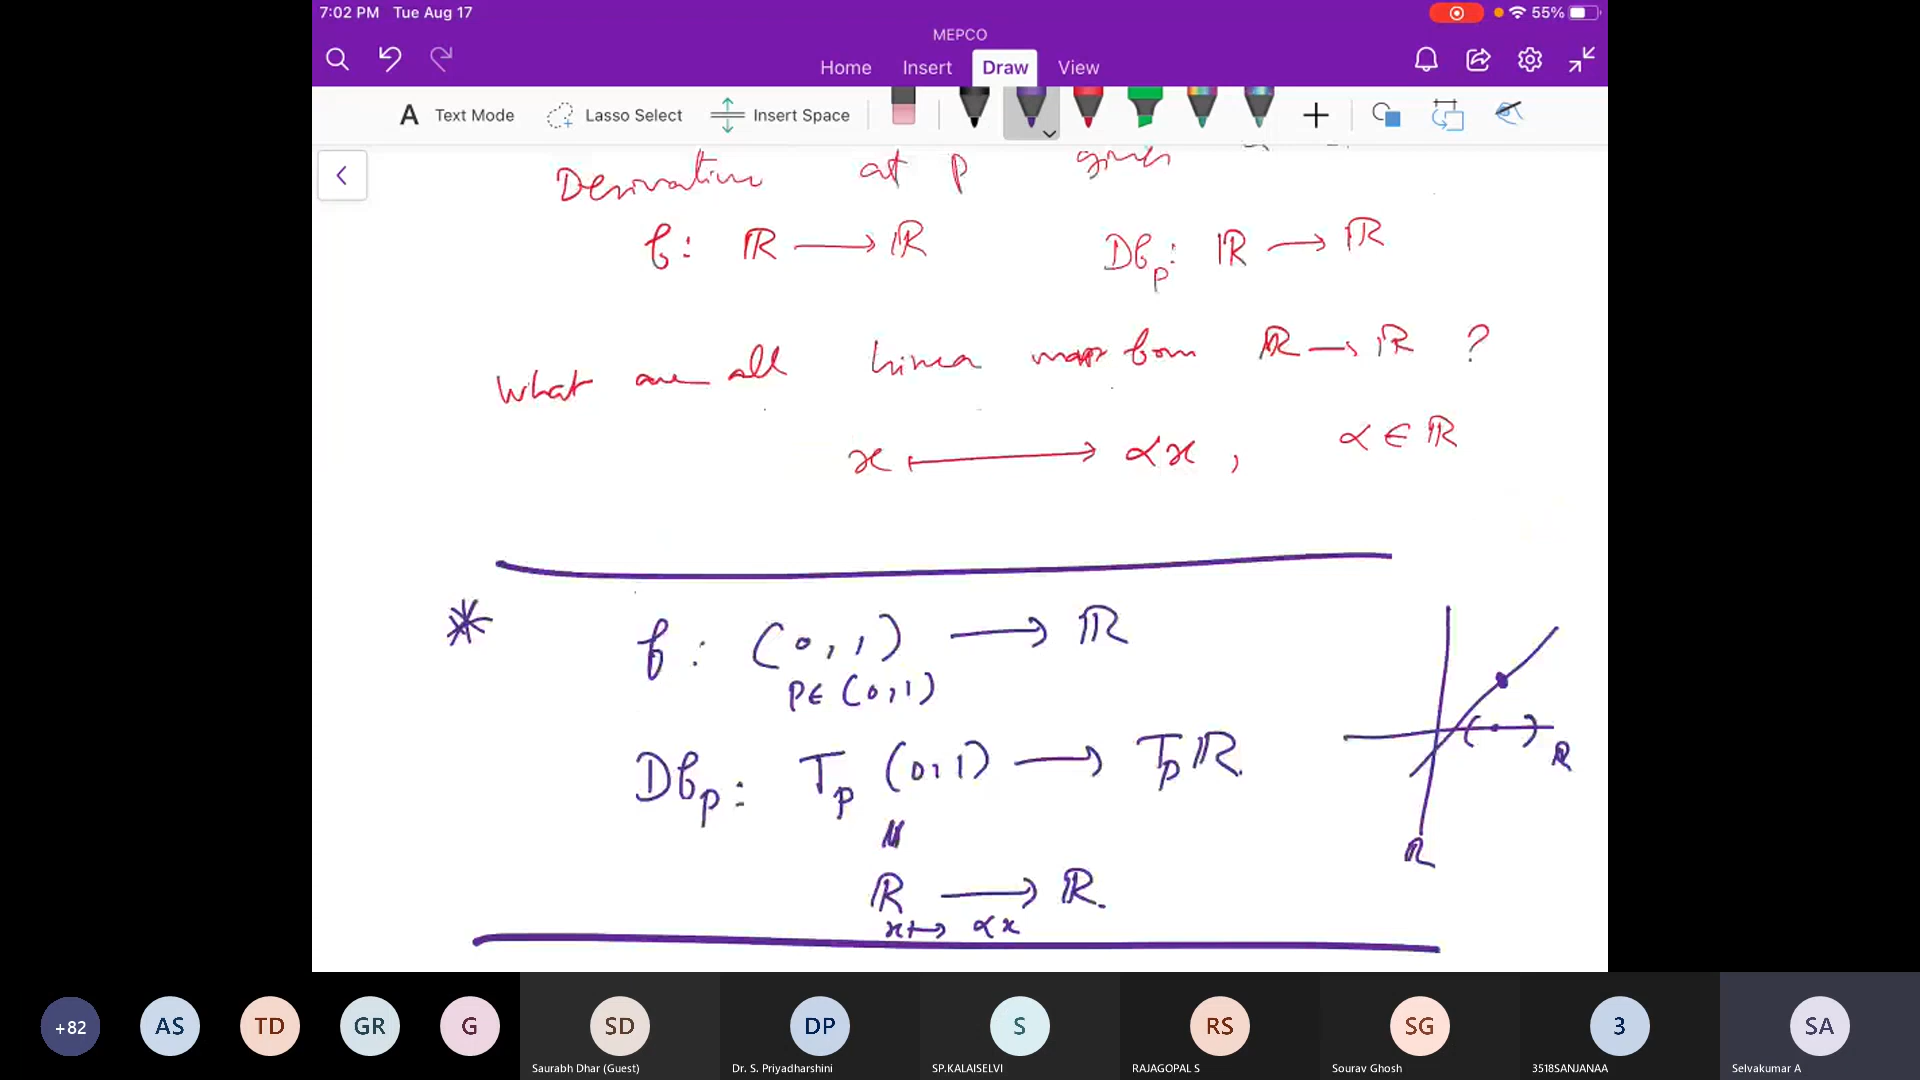 7:02 PM Tue Aug 17
55%
MEPCO
Home Insert Draw View
A Text Mode Lasso Select Insert Space
Derivative at p gives
f: ℝ → ℝ Df_p: ℝ → ℝ
What are all linear maps from ℝ → ℝ ?
x ↦ αx, α ∈ ℝ
* f: (0,1) → ℝ
p∈ (0,1)
Df_p: T_p (0,1) → T_p ℝ.
ℝ
ℝ
ℝ → ℝ.
x ↦ αx
+82 AS TD GR G SD DP S RS SG 3 SA
Saurabh Dhar (Guest) Dr. S. Priyadharshini SP.KALAISELVI RAJAGOPAL S Sourav Ghosh 3518SANJANAA Selvakumar A